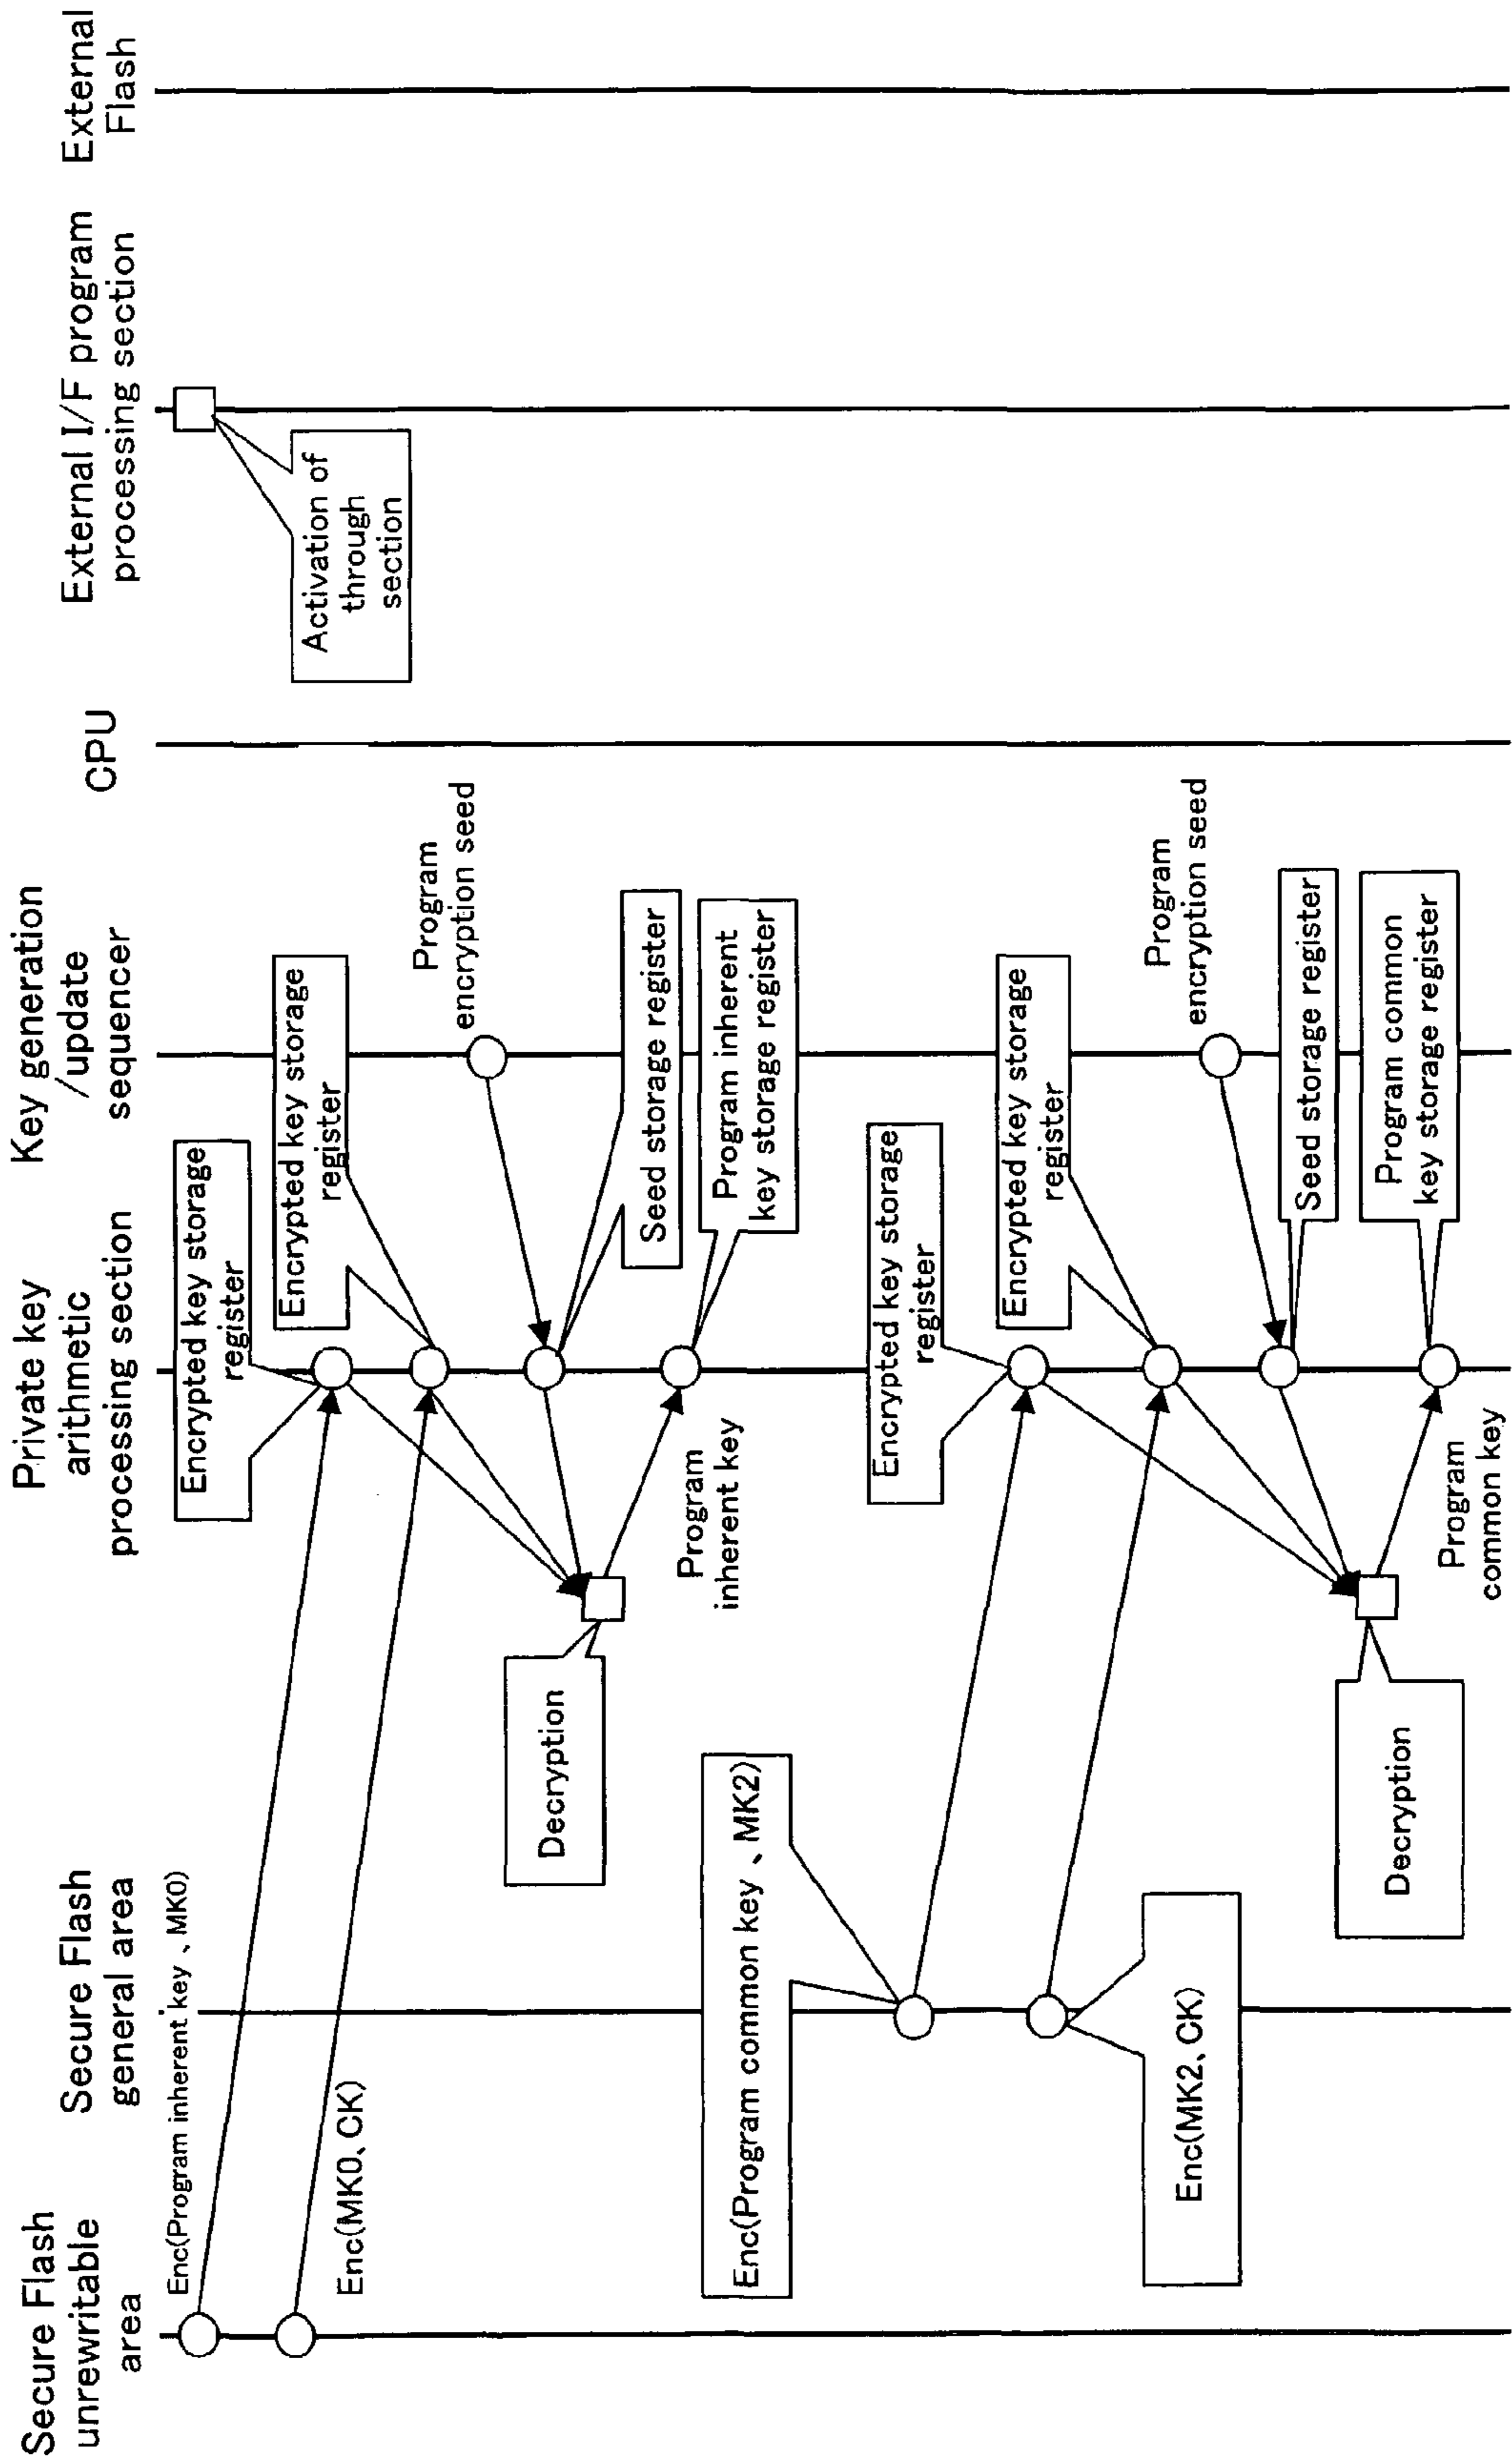 Secure Flash
unrewritable
area
Secure Flash
general area
Private key
arithmetic
processing section
Key generation
/update
sequencer
CPU
External I/F program
processing section
External
Flash
Enc(Program inherent key 、MK0)
Enc(MK0、CK)
Encrypted key storage
register
Encrypted key storage
register
Activation of
through
section
Program
encryption seed
Seed storage register
Decryption
Program
inherent key
Program inherent
key storage register
Enc(Program common key 、MK2)
Encrypted key storage
register
Enc(MK2、CK)
Encrypted key storage
register
Program
encryption seed
Seed storage register
Decryption
Program
common key
Program common
key storage register